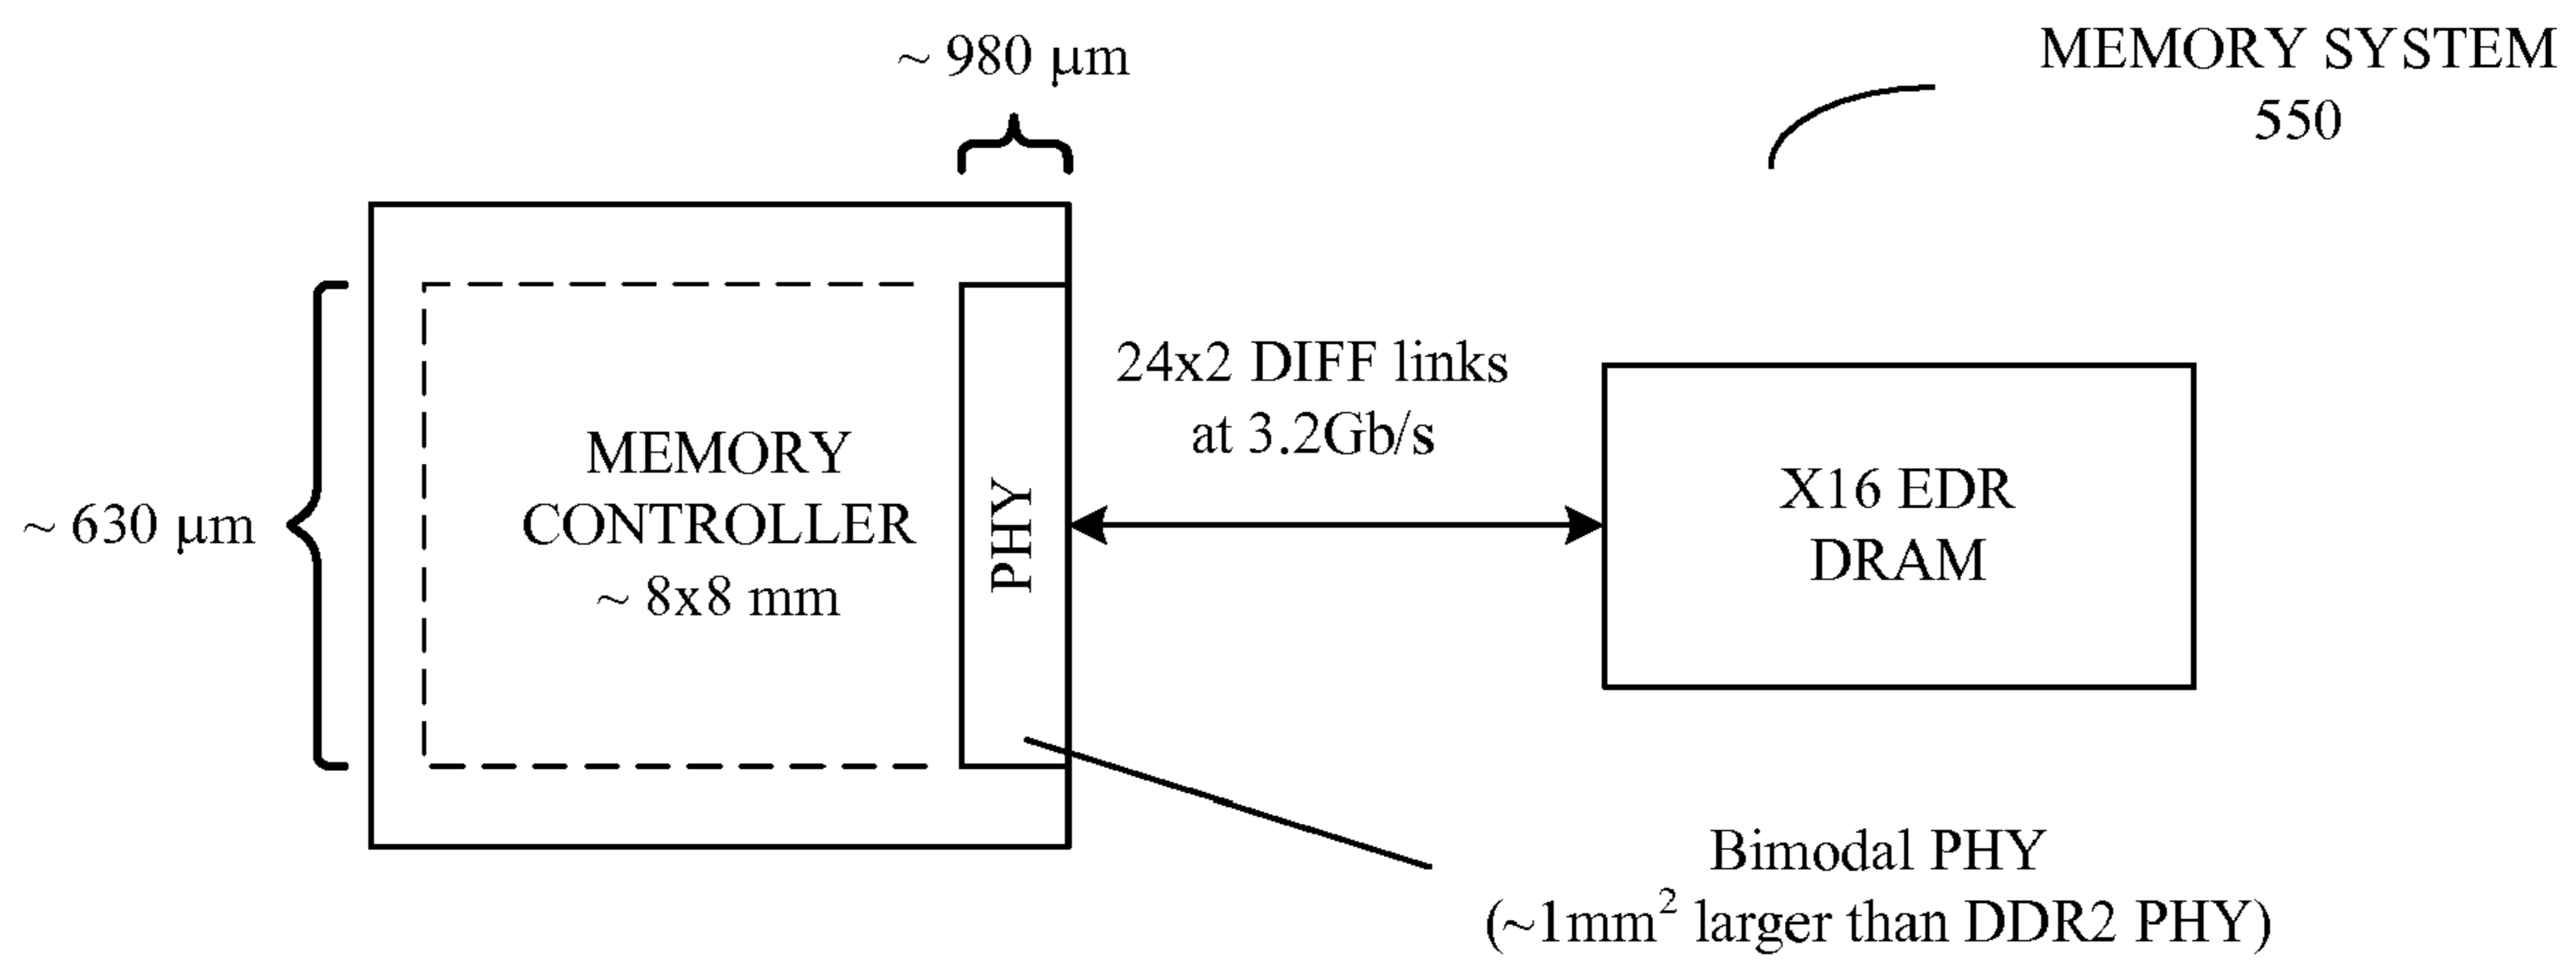 ~ 980 μm
MEMORY SYSTEM
550
~ 630 μm
MEMORY
CONTROLLER
~ 8x8 mm
PHY
24x2 DIFF links
at 3.2Gb/s
X16 EDR
DRAM
Bimodal PHY
(~1mm² larger than DDR2 PHY)